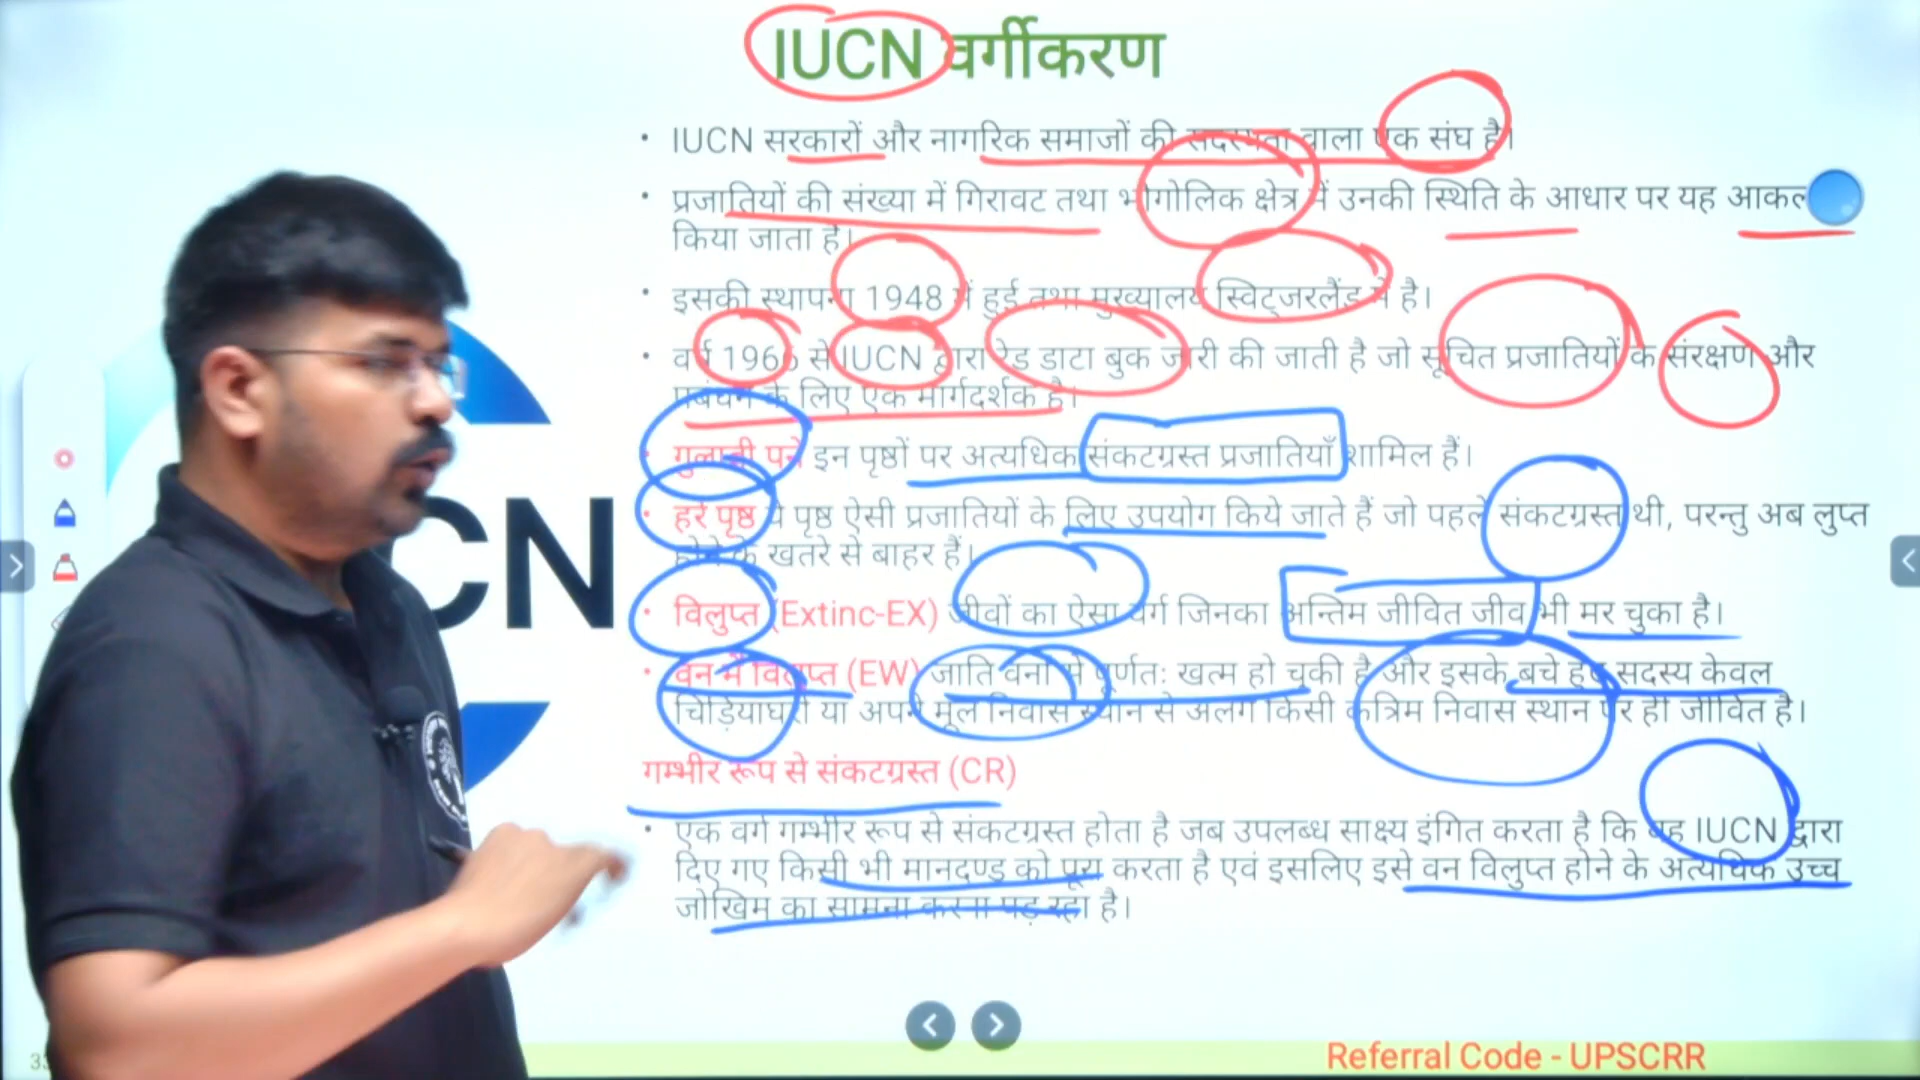 IUCN वर्गीकरण
• IUCN सरकारों और नागरिक समाजों की सदस्यता वाला एक संघ है।
• प्रजातियों की संख्या में गिरावट तथा भौगोलिक क्षेत्र में उनकी स्थिति के आधार पर यह आकल
किया जाता है।
• इसकी स्थापना 1948 में हुई तथा मुख्यालय स्विट्जरलैंड में है।
• वर्ष 1966 से IUCN द्वारा रेड डाटा बुक जारी की जाती है जो सूचित प्रजातियों के संरक्षण और
प्रबंधन के लिए एक मार्गदर्शक है।
• गुलाबी पन्ने इन पृष्ठों पर अत्यधिक संकटग्रस्त प्रजातियाँ शामिल हैं।
• हरे पृष्ठ ये पृष्ठ ऐसी प्रजातियों के लिए उपयोग किये जाते हैं जो पहले संकटग्रस्त थी, परन्तु अब लुप्त
होने के खतरे से बाहर हैं।
• विलुप्त (Extinc-EX) जीवों का ऐसा वर्ग जिनका अन्तिम जीवित जीव भी मर चुका है।
• वन में विलुप्त (EW) जाति वनों से पूर्णतः खत्म हो चुकी है और इसके बचे हुए सदस्य केवल
चिड़ियाघरों या अपने मूल निवास स्थान से अलग किसी कृत्रिम निवास स्थान पर ही जीवित है।
गम्भीर रूप से संकटग्रस्त (CR)
• एक वर्ग गम्भीर रूप से संकटग्रस्त होता है जब उपलब्ध साक्ष्य इंगित करता है कि वह IUCN द्वारा
दिए गए किसी भी मानदण्ड को पूरा करता है एवं इसलिए इसे वन विलुप्त होने के अत्यधिक उच्च
जोखिम का सामना करना पड़ रहा है।
CN
Referral Code - UPSCRR